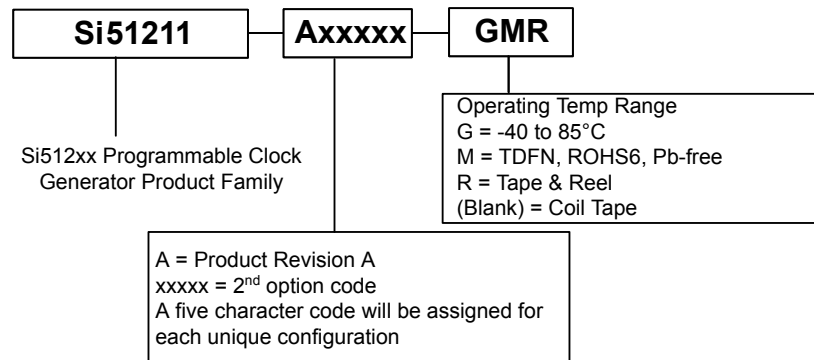 Si51211 Axxxxx GMR
Si512xx Programmable Clock
Generator Product Family
Operating Temp Range
G = -40 to 85°C
M = TDFN, ROHS6, Pb-free
R = Tape & Reel
(Blank) = Coil Tape
A = Product Revision A
xxxxx = 2nd option code
A five character code will be assigned for
each unique configuration